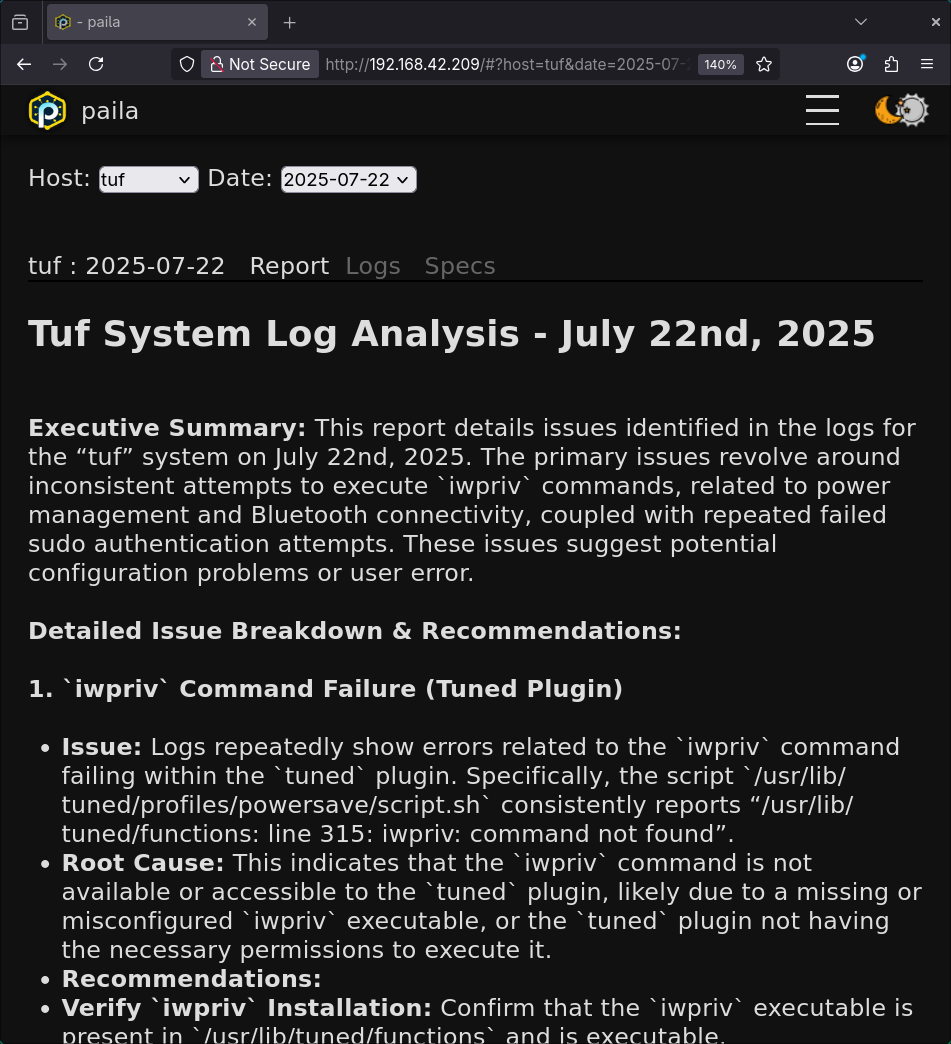 - paila
Not Secure http://192.168.42.209/#?host=tuf&date=2025-07- 140%
paila
Host: tuf Date: 2025-07-22
tuf : 2025-07-22 Report Logs Specs
Tuf System Log Analysis - July 22nd, 2025
Executive Summary: This report details issues identified in the logs for
the “tuf” system on July 22nd, 2025. The primary issues revolve around
inconsistent attempts to execute `iwpriv` commands, related to power
management and Bluetooth connectivity, coupled with repeated failed
sudo authentication attempts. These issues suggest potential
configuration problems or user error.
Detailed Issue Breakdown & Recommendations:
1. `iwpriv` Command Failure (Tuned Plugin)
• Issue: Logs repeatedly show errors related to the `iwpriv` command
failing within the `tuned` plugin. Specifically, the script `/usr/lib/
tuned/profiles/powersave/script.sh` consistently reports “/usr/lib/
tuned/functions: line 315: iwpriv: command not found”.
• Root Cause: This indicates that the `iwpriv` command is not
available or accessible to the `tuned` plugin, likely due to a missing or
misconfigured `iwpriv` executable, or the `tuned` plugin not having
the necessary permissions to execute it.
• Recommendations:
• Verify `iwpriv` Installation: Confirm that the `iwpriv` executable is
present in `/usr/lib/tuned/functions` and is executable.